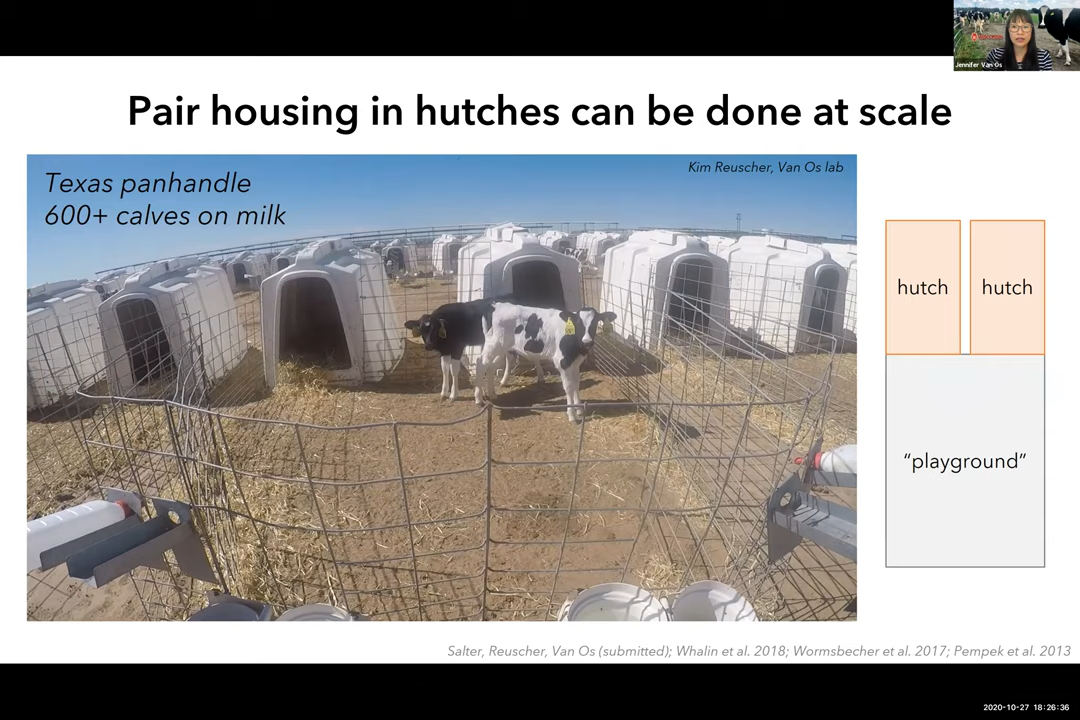 Jennifer Van Os
Pair housing in hutches can be done at scale
Texas panhandle
600+ calves on milk
Kim Reuscher, Van Os lab
hutch
hutch
“playground”
Salter, Reuscher, Van Os (submitted); Whalin et al. 2018; Wormsbecher et al. 2017; Pempek et al. 2013
2020-10-27 18:26:36